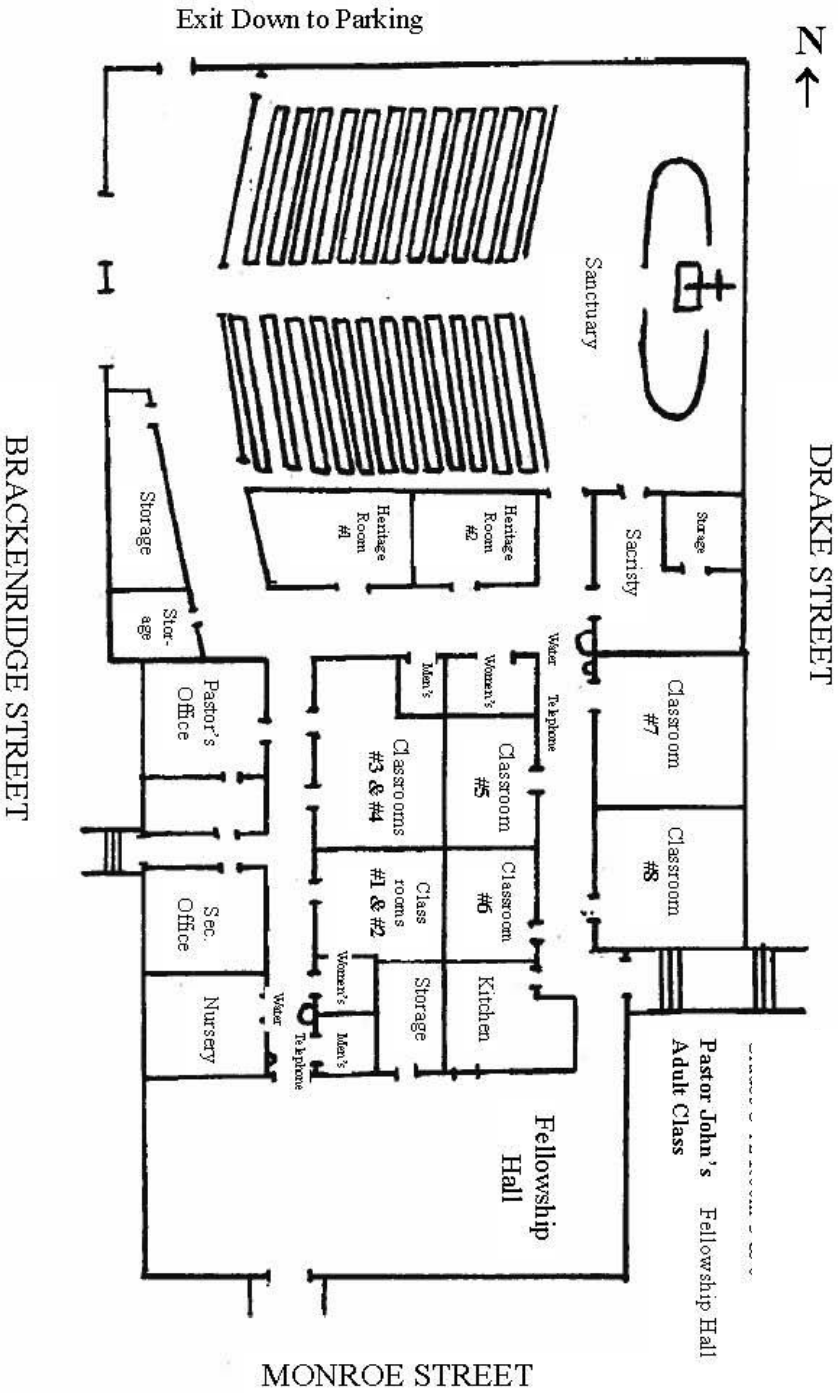 Exit Down to Parking
N
DRAKE STREET
BRACKENRIDGE STREET
MONROE STREET
Sanctuary
Storage
Sacristy
Heritage
Room
#1
Heritage
Room
#2
Storage
Stor-
age
Pastor's
Office
Men's
Women's
Water
Telephone
Classroom
#7
Classroom
#8
Classrooms
#3 & #4
Classroom
#5
Class
rooms
#1 & #2
Classroom
#6
Sec.
Office
Nursery
Women's
Men's
Water
Telephone
Storage
Kitchen
Fellowship
Hall
Pastor John's Fellowship Hall
Adult Class